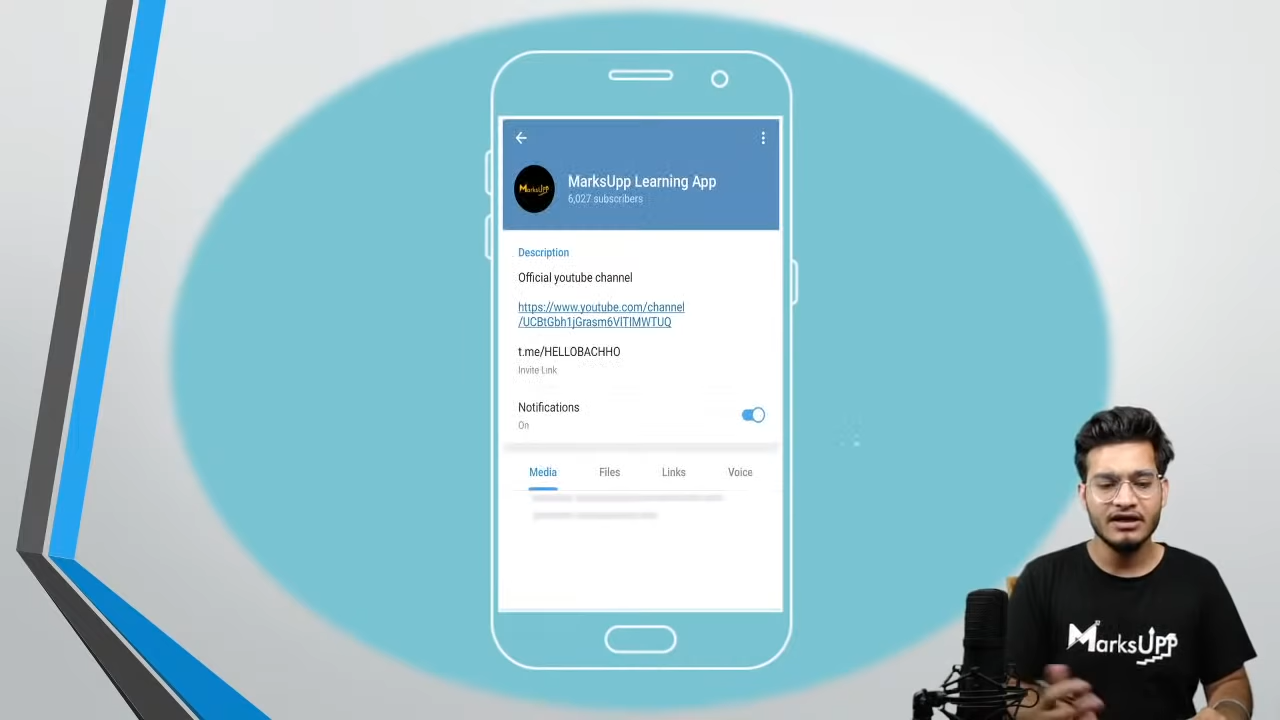 MarksUpp Learning App
MarksUpp
6,027 subscribers
Description
Official youtube channel
https://www.youtube.com/channel
/UCBtGbh1jGrasm6VlTIMWTUQ
t.me/HELLOBACHHO
Invite Link
Notifications
On
Media Files Links Voice
MarksUpp